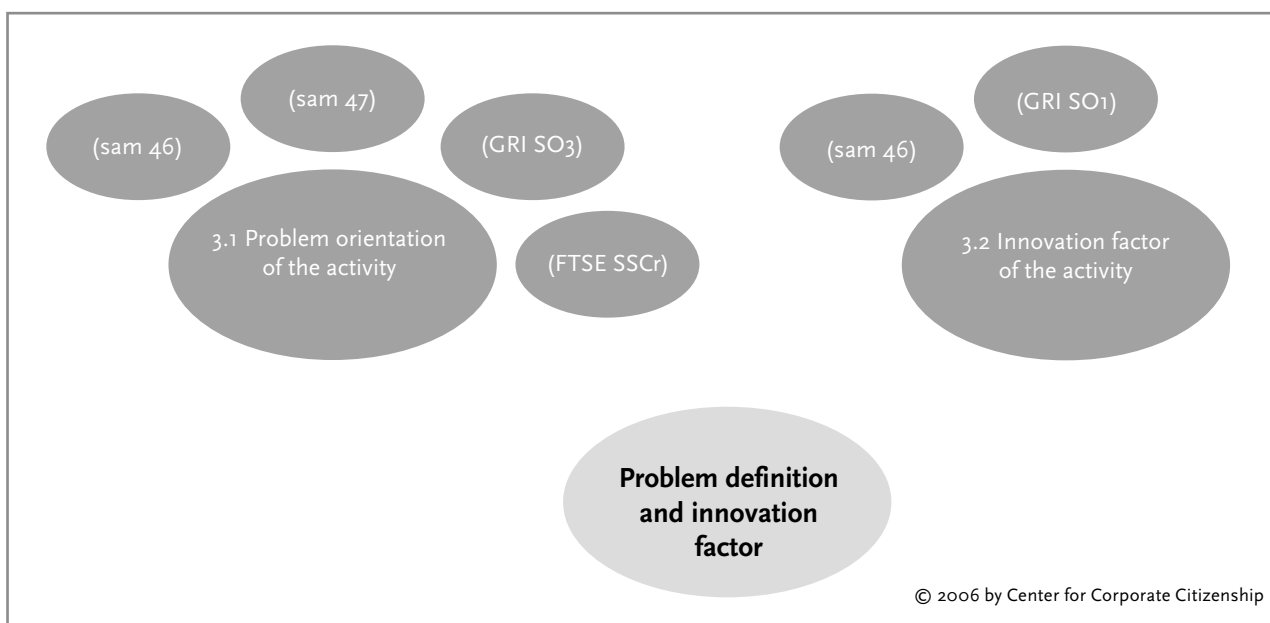 (sam 47)
(sam 46)
(GRI SO3)
3.1 Problem orientation
of the activity
(FTSE SSCr)
(GRI SO1)
(sam 46)
3.2 Innovation factor
of the activity
Problem definition
and innovation
factor
© 2006 by Center for Corporate Citizenship